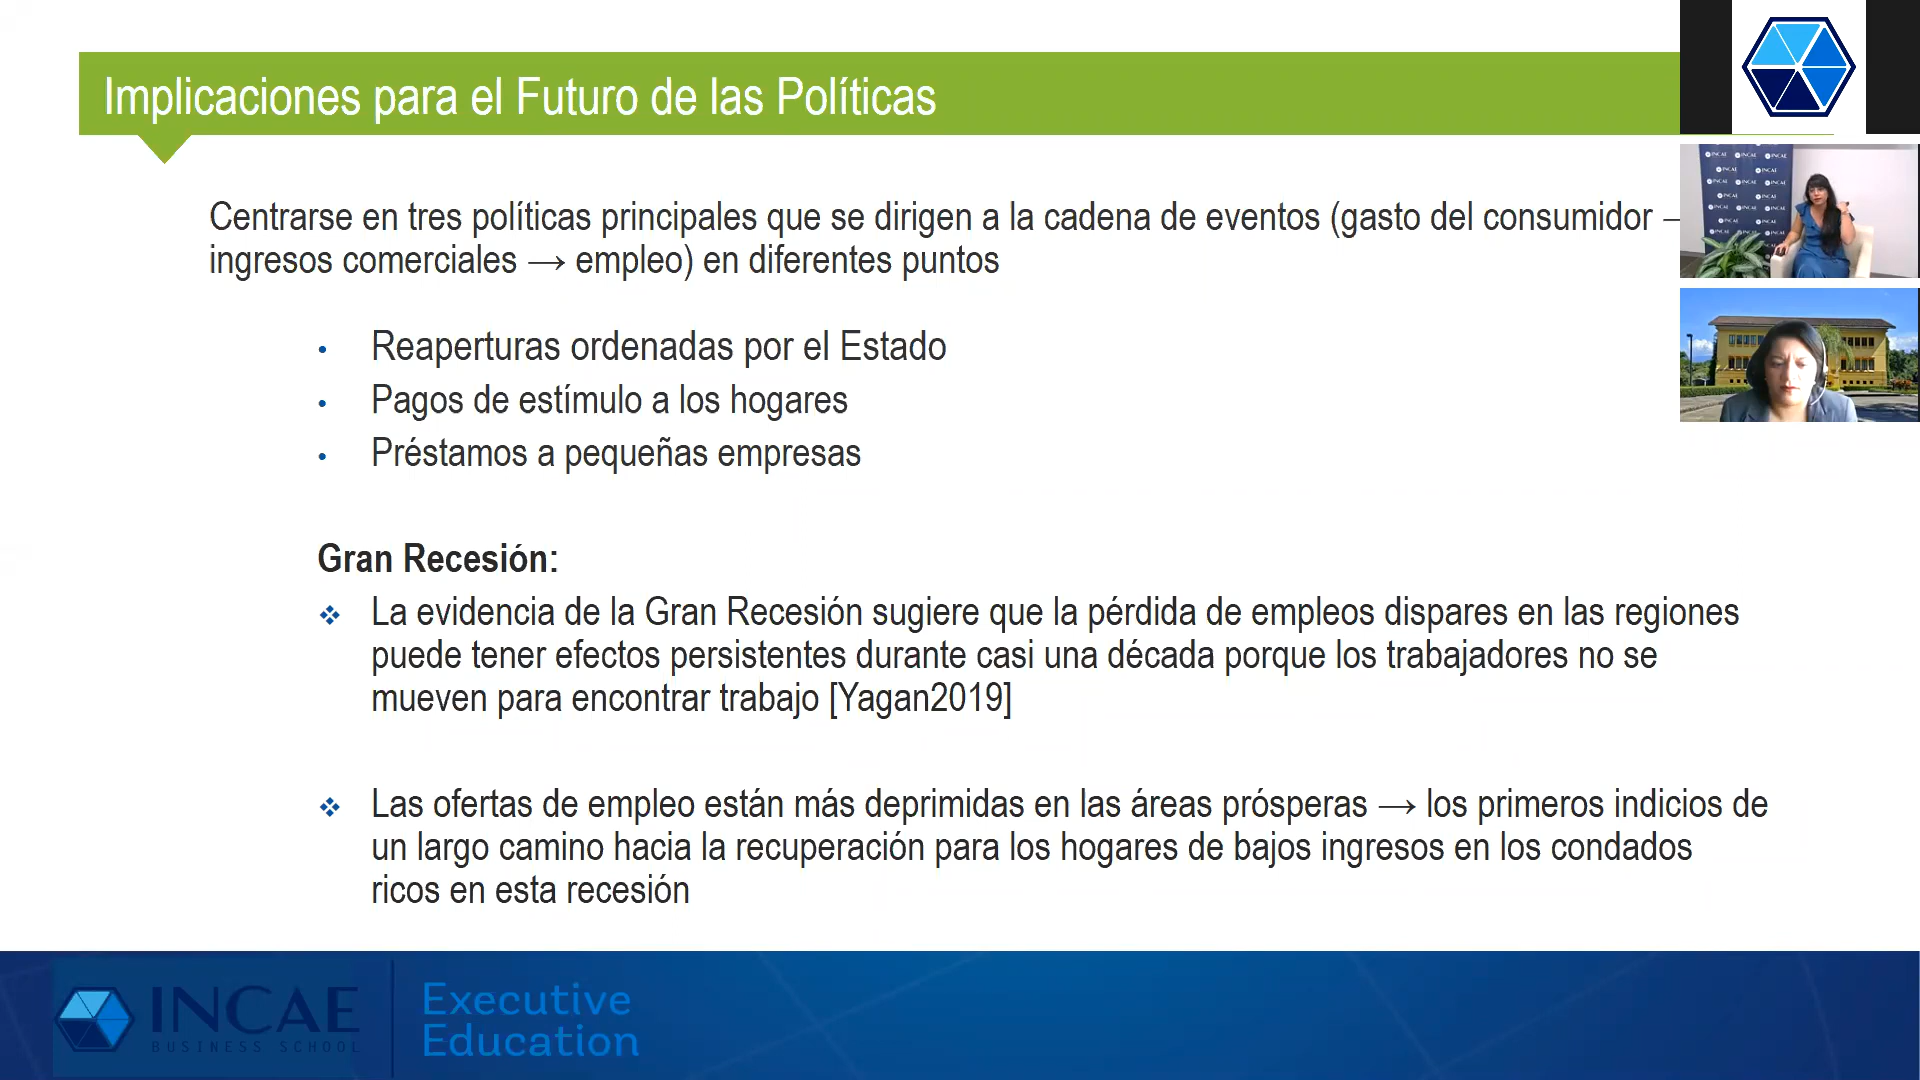 Implicaciones para el Futuro de las Políticas
Centrarse en tres políticas principales que se dirigen a la cadena de eventos (gasto del consumidor –
ingresos comerciales → empleo) en diferentes puntos
• Reaperturas ordenadas por el Estado
• Pagos de estímulo a los hogares
• Préstamos a pequeñas empresas
Gran Recesión:
❖ La evidencia de la Gran Recesión sugiere que la pérdida de empleos dispares en las regiones
puede tener efectos persistentes durante casi una década porque los trabajadores no se
mueven para encontrar trabajo [Yagan2019]
❖ Las ofertas de empleo están más deprimidas en las áreas prósperas → los primeros indicios de
un largo camino hacia la recuperación para los hogares de bajos ingresos en los condados
ricos en esta recesión
INCAE
BUSINESS SCHOOL
Executive
Education